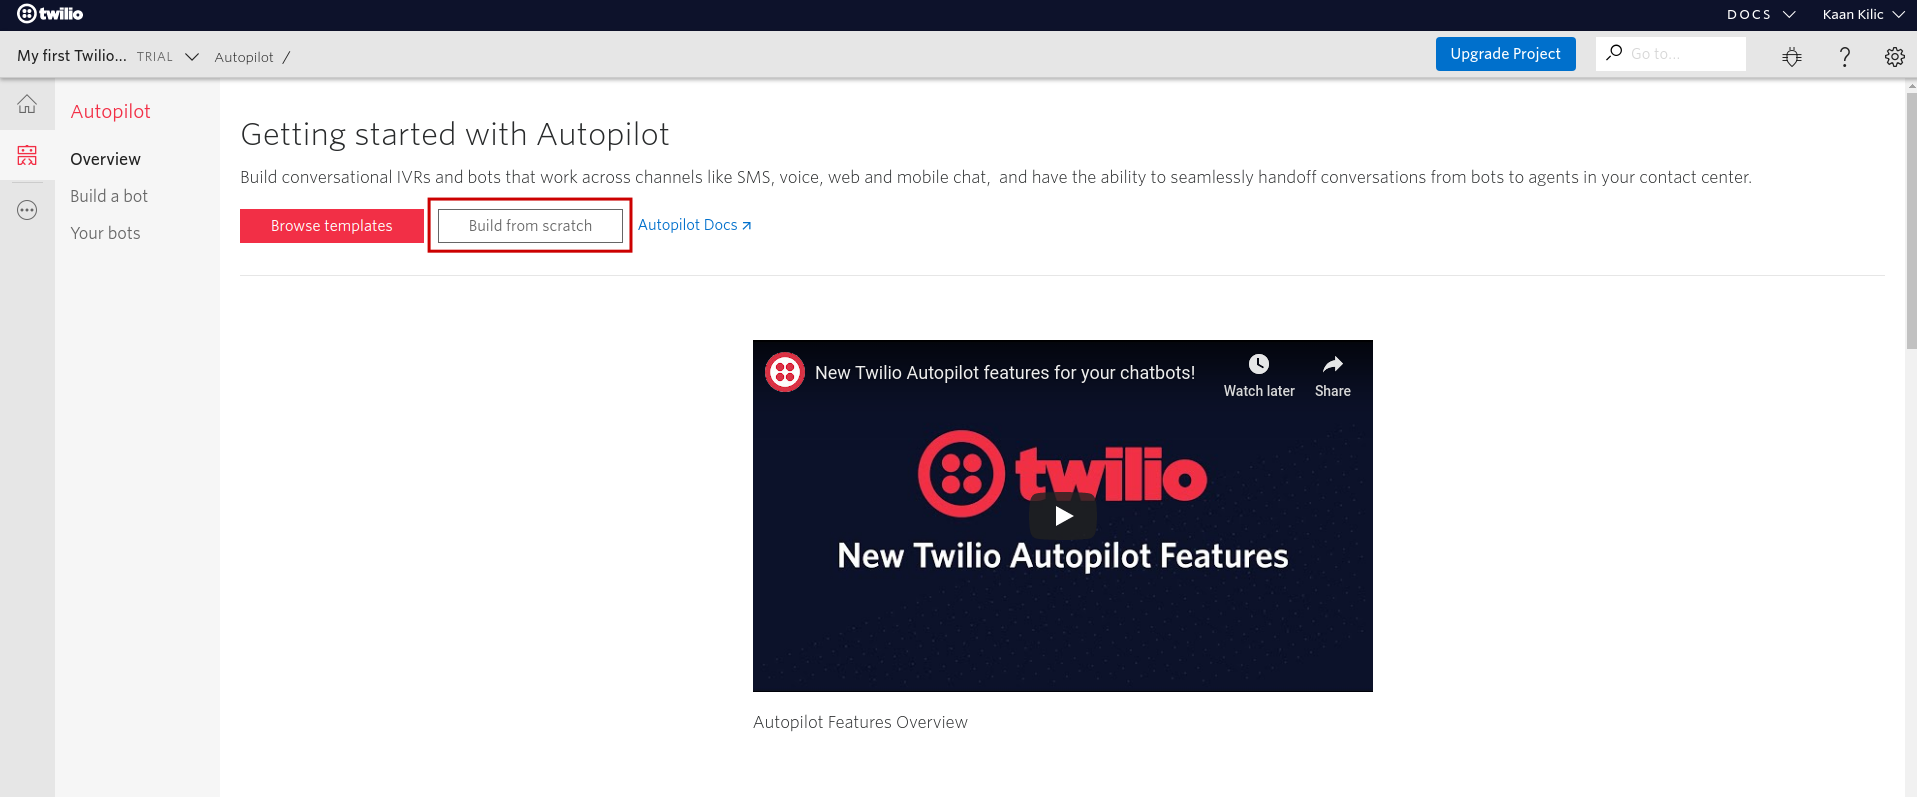 twilio
DOCS
Kaan Kilic
My first Twilio... TRIAL
Autopilot /
Upgrade Project
Go to...
?
Autopilot
Overview
Build a bot
Your bots
Getting started with Autopilot
Build conversational IVRs and bots that work across channels like SMS, voice, web and mobile chat, and have the ability to seamlessly handoff conversations from bots to agents in your contact center.
Browse templates
Build from scratch
Autopilot Docs
New Twilio Autopilot features for your chatbots!
Watch later
Share
twilio
New Twilio Autopilot Features
Autopilot Features Overview